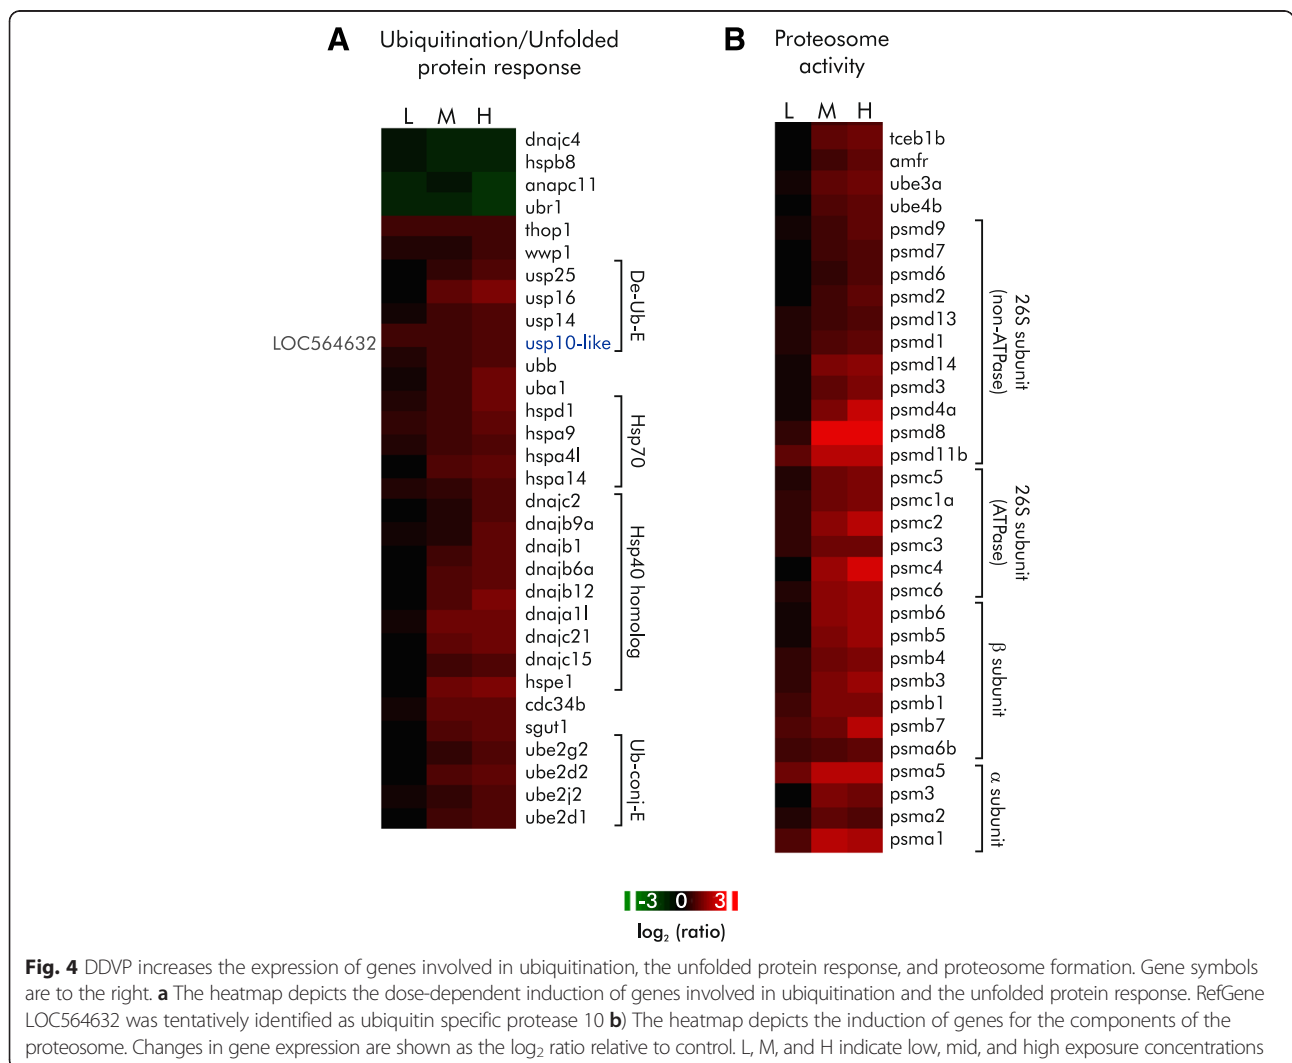 A
Ubiquitination/Unfolded
protein response
L M H
dnajc4
hspb8
anapc11
ubr1
thop1
wwp1
usp25
usp16
usp14
LOC564632
usp10-like
De-Ub-E
ubb
uba1
hspd1
hspa9
hspa4l
hspa14
Hsp70
dnajc2
dnajb9a
dnajb1
dnajb6a
dnajb12
dnaja1l
dnajc21
dnajc15
hspe1
Hsp40 homolog
cdc34b
sgut1
ube2g2
ube2d2
ube2j2
ube2d1
Ub-conj-E
B
Proteosome
activity
L M H
tceb1b
amfr
ube3a
ube4b
psmd9
psmd7
psmd6
psmd2
psmd13
psmd1
psmd14
psmd3
psmd4a
psmd8
psmd11b
26S subunit
(non-ATPase)
psmc5
psmc1a
psmc2
psmc3
psmc4
psmc6
26S subunit
(ATPase)
psmb6
psmb5
psmb4
psmb3
psmb1
psmb7
psma6b
β subunit
psma5
psm3
psma2
psma1
α subunit
-3 0 3
log₂ (ratio)
Fig. 4 DDVP increases the expression of genes involved in ubiquitination, the unfolded protein response, and proteosome formation. Gene symbols
are to the right. a The heatmap depicts the dose-dependent induction of genes involved in ubiquitination and the unfolded protein response. RefGene
LOC564632 was tentatively identified as ubiquitin specific protease 10 b) The heatmap depicts the induction of genes for the components of the
proteosome. Changes in gene expression are shown as the log₂ ratio relative to control. L, M, and H indicate low, mid, and high exposure concentrations